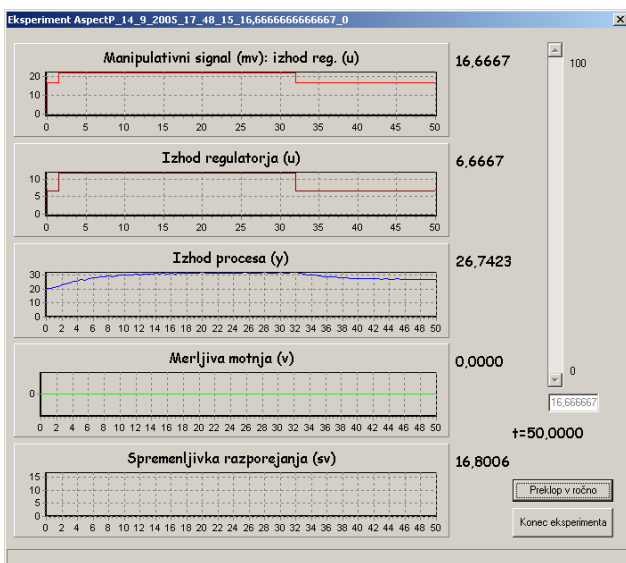 Eksperiment AspectP_14_9_2005_17_48_15_16,6666666666667_0
Manipulativni signal (mv): izhod reg. (u)
16,6667
20
10
0
0 5 10 15 20 25 30 35 40 45 50
100
Izhod regulatorja (u)
6,6667
10
5
0
0 5 10 15 20 25 30 35 40 45 50
Izhod procesa (y)
26,7423
30
20
10
0
0 2 4 6 8 10 12 14 16 18 20 22 24 26 28 30 32 34 36 38 40 42 44 46 48 50
Merljiva motnja (v)
0,0000
0
0 2 4 6 8 10 12 14 16 18 20 22 24 26 28 30 32 34 36 38 40 42 44 46 48 50
0
16,666667
t=50,0000
Spremenljivka razporejanja (sv)
16,8006
15
10
5
0
0 2 4 6 8 10 12 14 16 18 20 22 24 26 28 30 32 34 36 38 40 42 44 46 48 50
Preklop v ročno
Konec eksperimenta